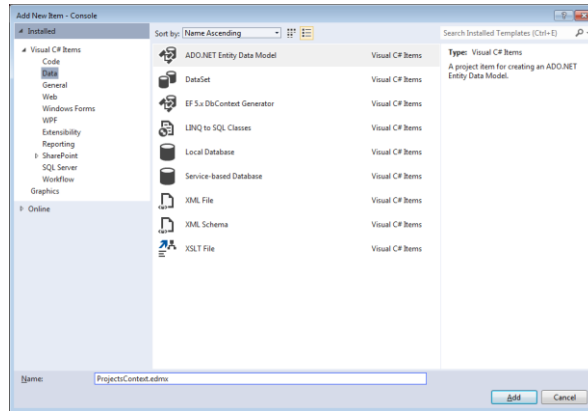 Add New Item - Console
Installed
Sort by: Name Ascending
Search Installed Templates (Ctrl+E)
Visual C# Items
Code
Data
General
Web
Windows Forms
WPF
Extensibility
Reporting
SharePoint
SQL Server
Workflow
Graphics
Online
ADO.NET Entity Data Model Visual C# Items
DataSet Visual C# Items
EF 5.x DbContext Generator Visual C# Items
LINQ to SQL Classes Visual C# Items
Local Database Visual C# Items
Service-based Database Visual C# Items
XML File Visual C# Items
XML Schema Visual C# Items
XSLT File Visual C# Items
Type: Visual C# Items
A project item for creating an ADO.NET
Entity Data Model.
Name: ProjectsContext.edmx
Add Cancel